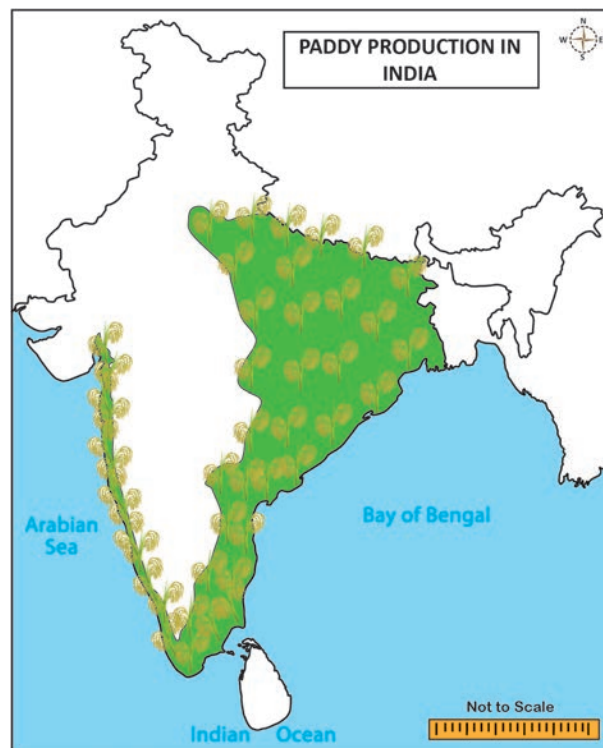 PADDY PRODUCTION IN
INDIA
N
W E
S
Arabian
Sea
Bay of Bengal
Not to Scale
Indian Ocean